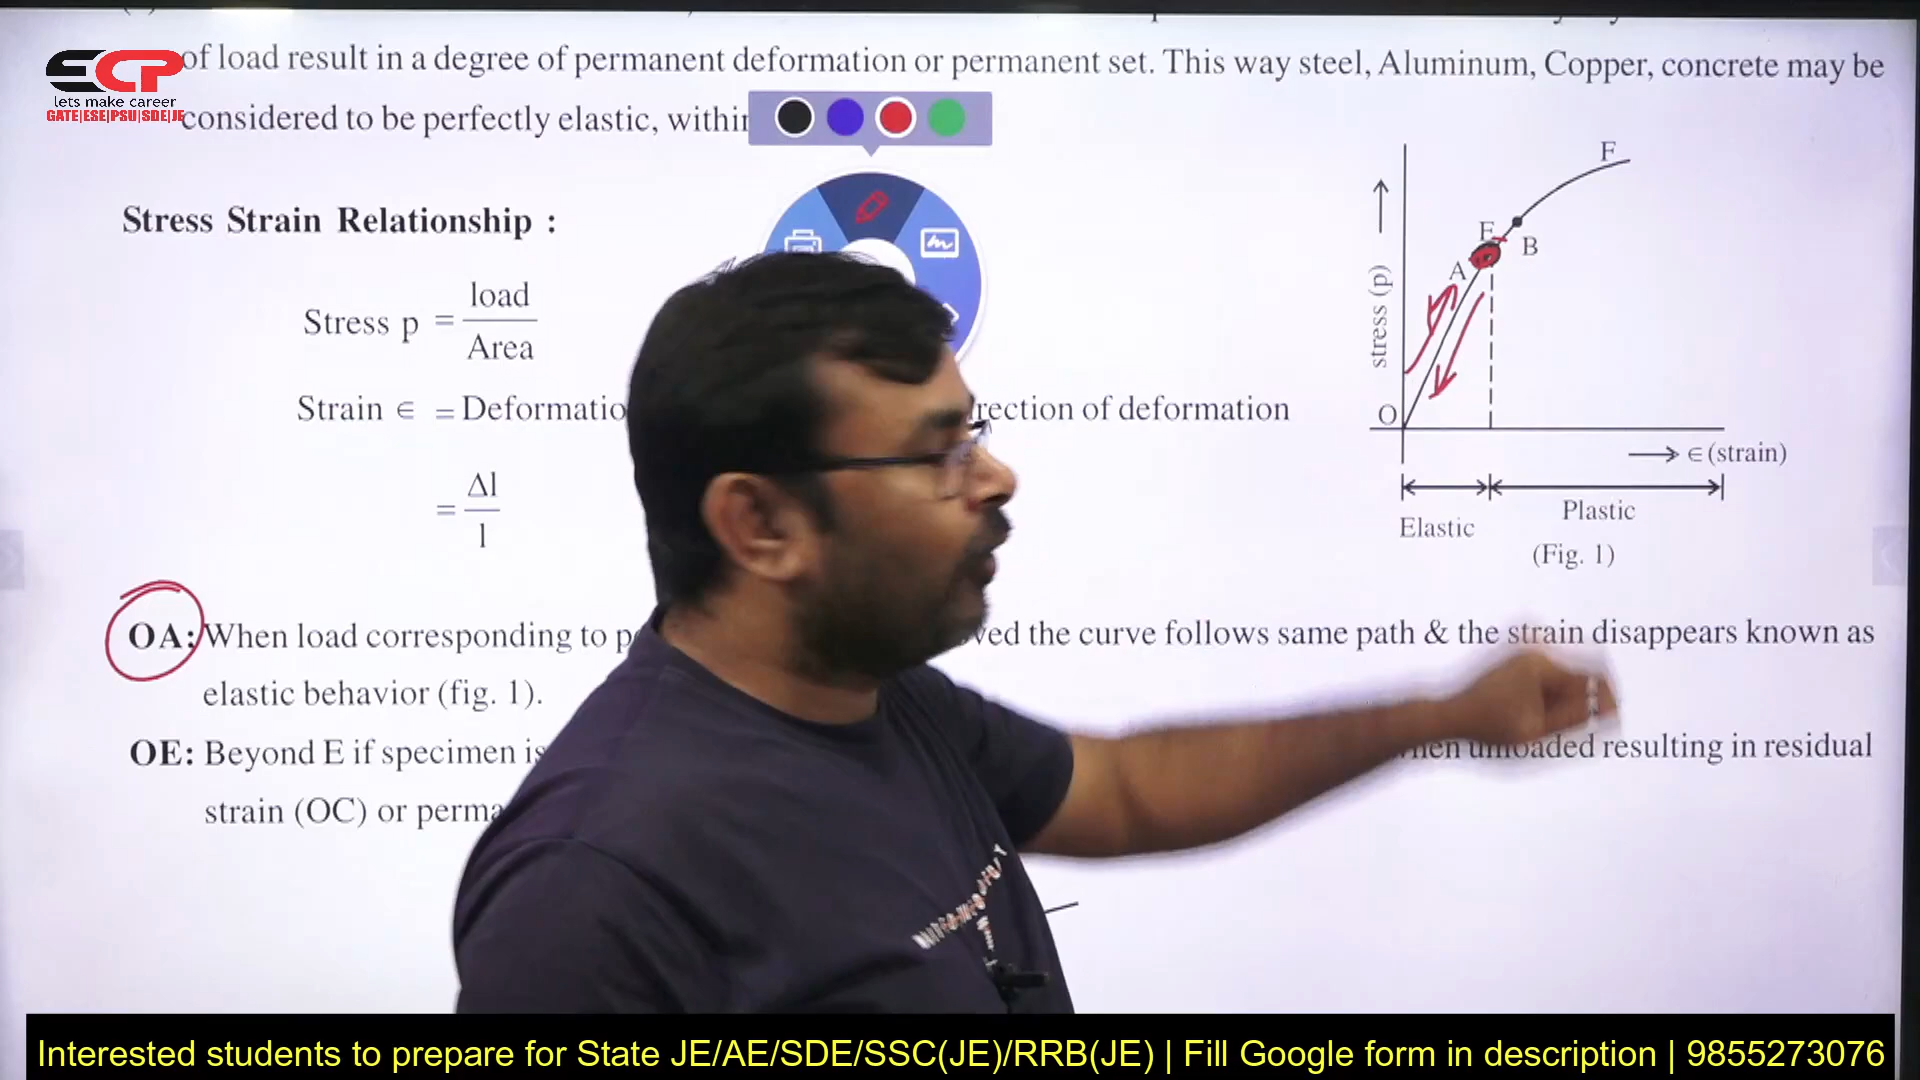 of load result in a degree of permanent deformation or permanent set. This way steel, Aluminum, Copper, concrete may be
considered to be perfectly elastic, within
ECP
lets make career
GATE|ESE|PSU|SDE|JE
Stress Strain Relationship :
Stress p = load
Area
Strain ∈ = Deformatio rection of deformation
= Δl
l
F
E
B
A
stress (p)
O
∈ (strain)
Elastic
Plastic
(Fig. 1)
OA: When load corresponding to p ved the curve follows same path & the strain disappears known as
elastic behavior (fig. 1).
OE: Beyond E if specimen is when unloaded resulting in residual
strain (OC) or perma
Interested students to prepare for State JE/AE/SDE/SSC(JE)/RRB(JE) | Fill Google form in description | 9855273076